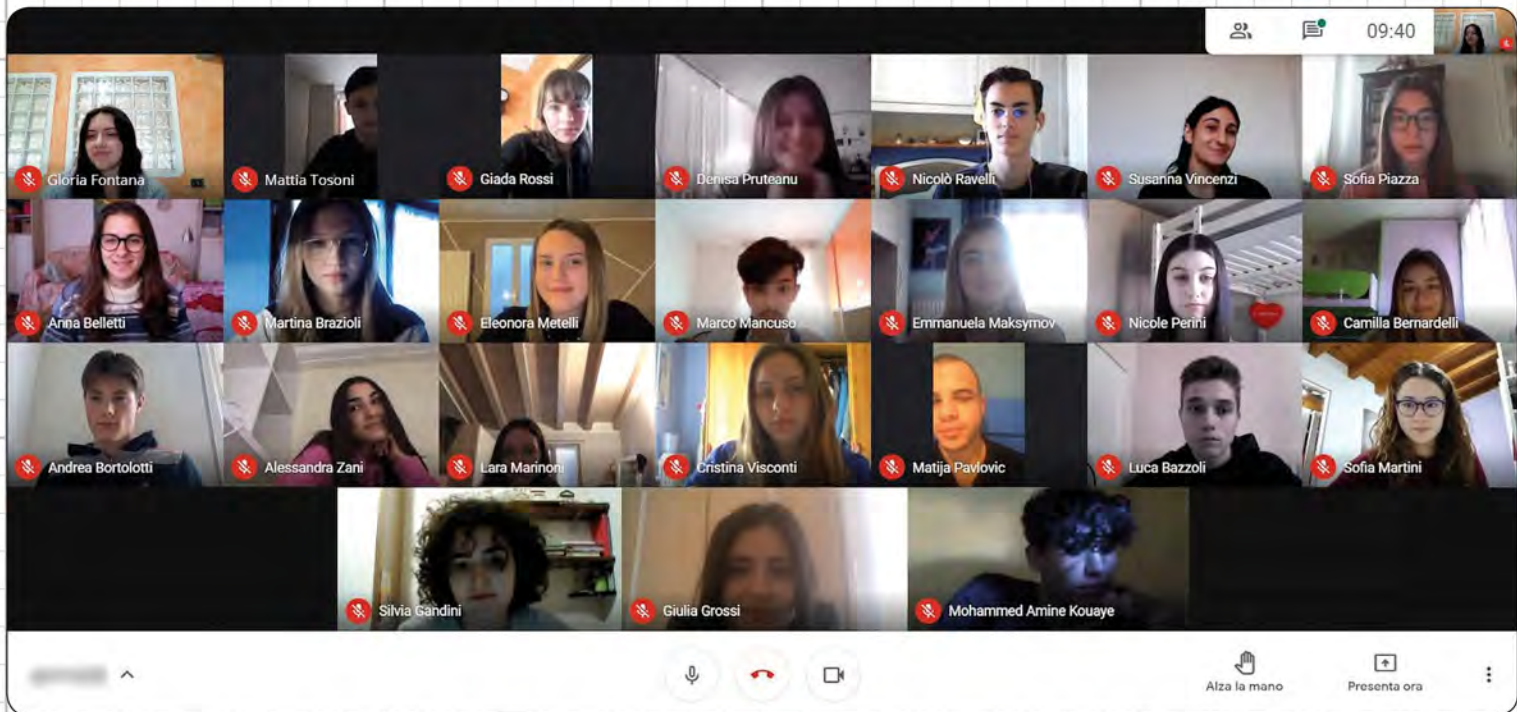 09:40
Gloria Fontana
Mattia Tosoni
Giada Rossi
Denisa Pruteanu
Nicolò Ravelli
Susanna Vincenzi
Sofia Piazza
Anna Belletti
Martina Brazioli
Eleonora Metelli
Marco Mancuso
Emmanuela Maksymov
Nicole Perini
Camilla Bernardelli
Andrea Bortolotti
Alessandra Zani
Lara Marinoni
Cristina Visconti
Matija Pavlovic
Luca Bazzoli
Sofia Martini
Silvia Gandini
Giulia Grossi
Mohammed Amine Kouaye
Alza la mano
Presenta ora